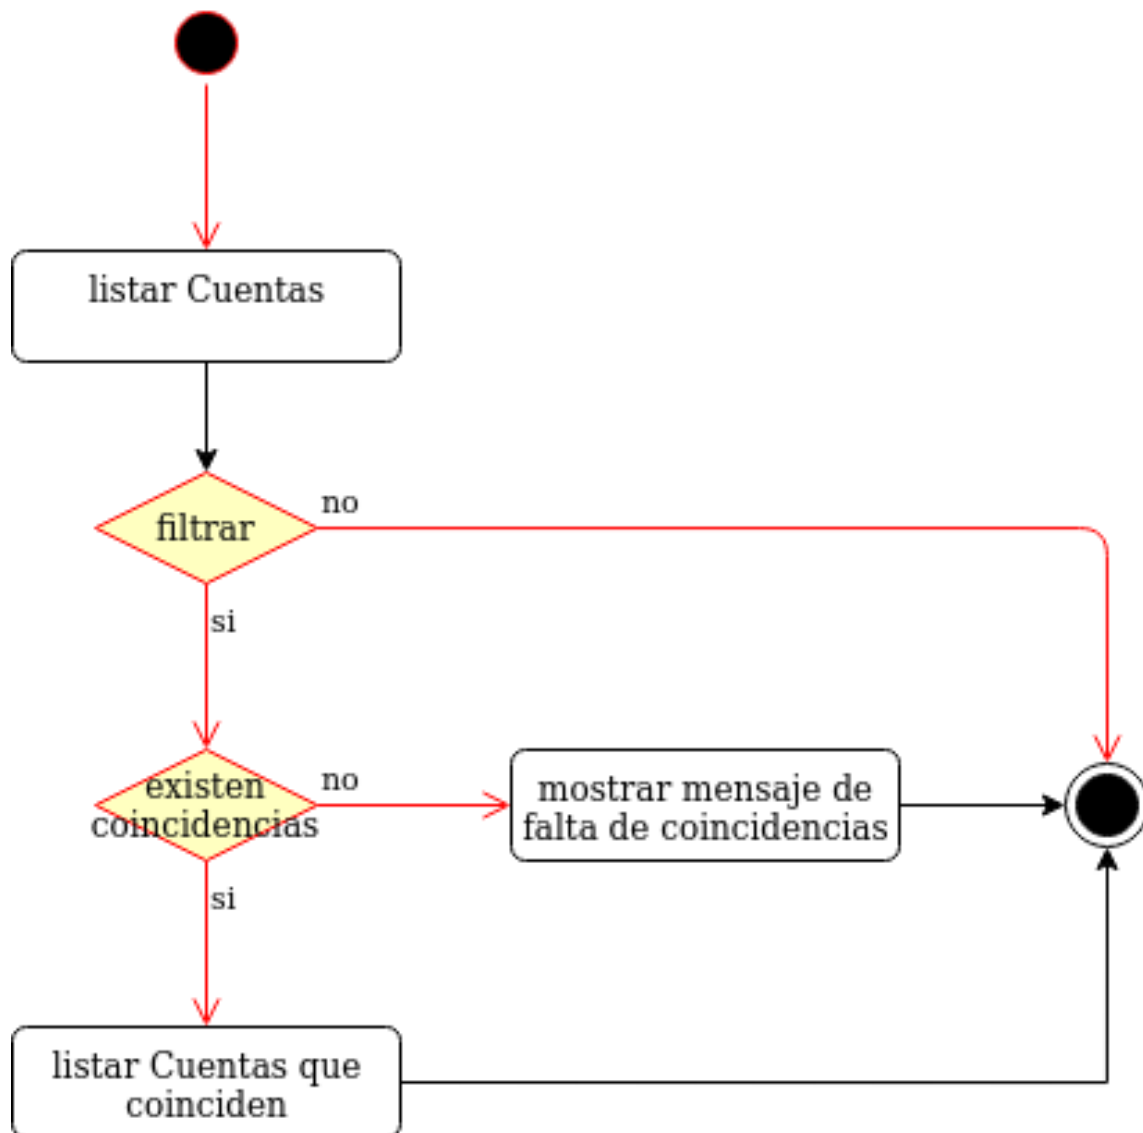 listar Cuentas
filtrar
no
si
existen
coincidencias
no
mostrar mensaje de
falta de coincidencias
si
listar Cuentas que
coinciden